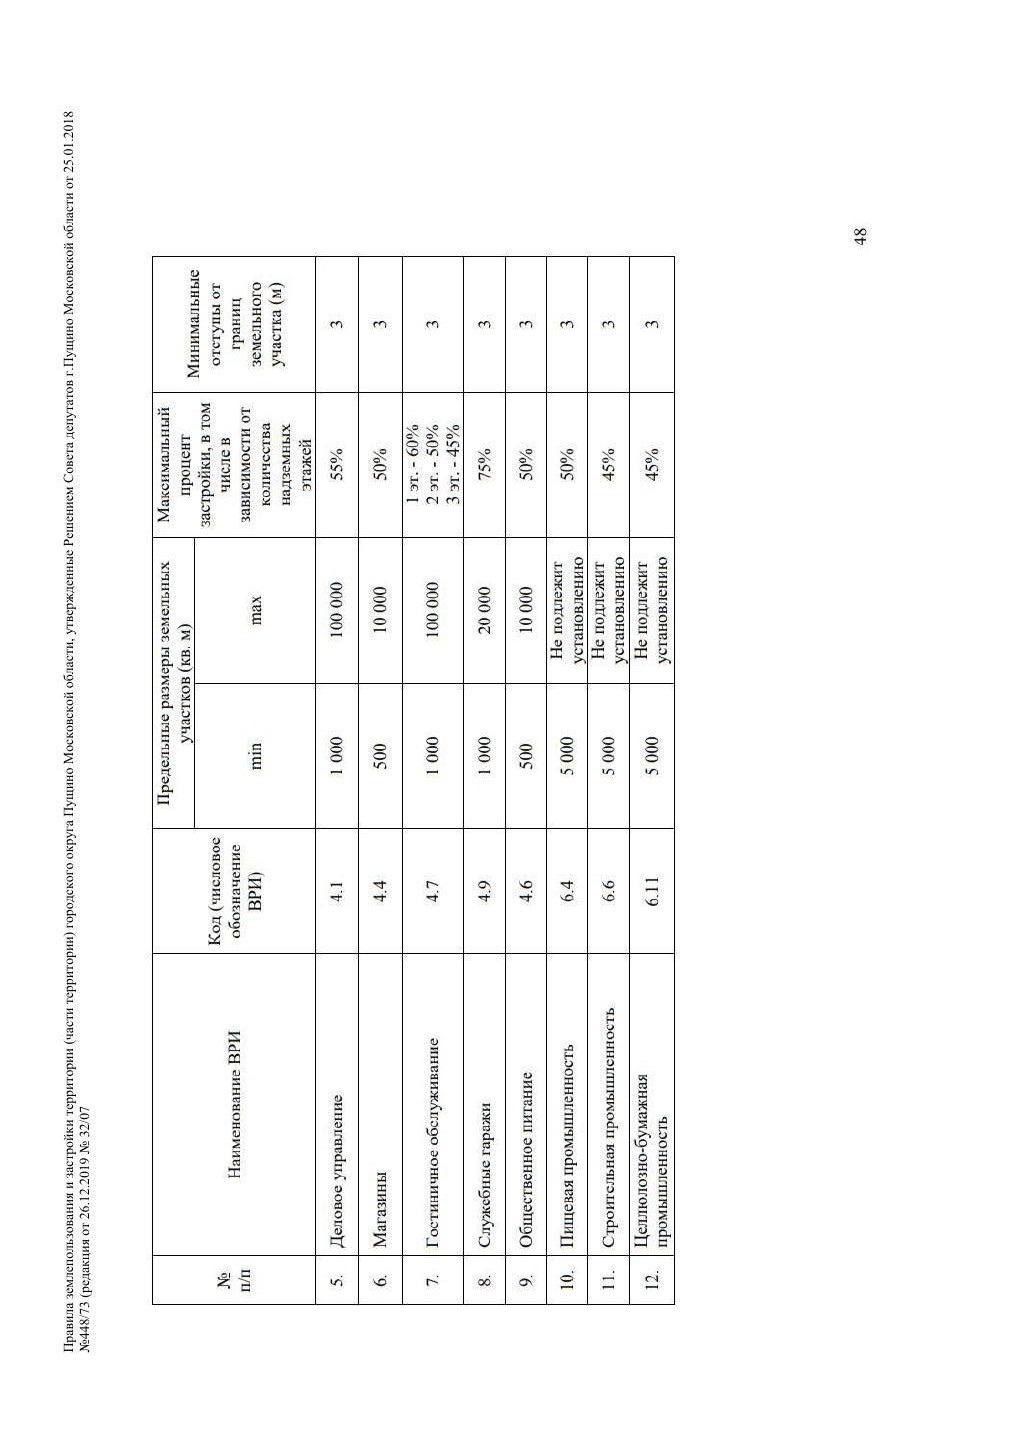 Правила землепользования и застройки территории (части территории) городского округа Пущино Московской области, утвержденные Решением Совета депутатов г.Пущино Московской области от 25.01.2018
№448/73 (редакция от 26.12.2019 № 32/07
№
п/п
Наименование ВРИ
Код (числовое
обозначение
ВРИ)
Предельные размеры земельных
участков (кв. м)
min
max
Максимальный
процент
застройки, в том
числе в
зависимости от
количества
надземных
этажей
Минимальные
отступы от
границ
земельного
участка (м)
5. Деловое управление 4.1 1 000 100 000 55% 3
6. Магазины 4.4 500 10 000 50% 3
7. Гостиничное обслуживание 4.7 1 000 100 000
1 эт. - 60%
2 эт. - 50%
3 эт. - 45%
3
8. Служебные гаражи 4.9 1 000 20 000 75% 3
9. Общественное питание 4.6 500 10 000 50% 3
10. Пищевая промышленность 6.4 5 000
Не подлежит
установлению
50% 3
11. Строительная промышленность 6.6 5 000
Не подлежит
установлению
45% 3
12.
Целлюлозно-бумажная
промышленность
6.11 5 000
Не подлежит
установлению
45% 3
48